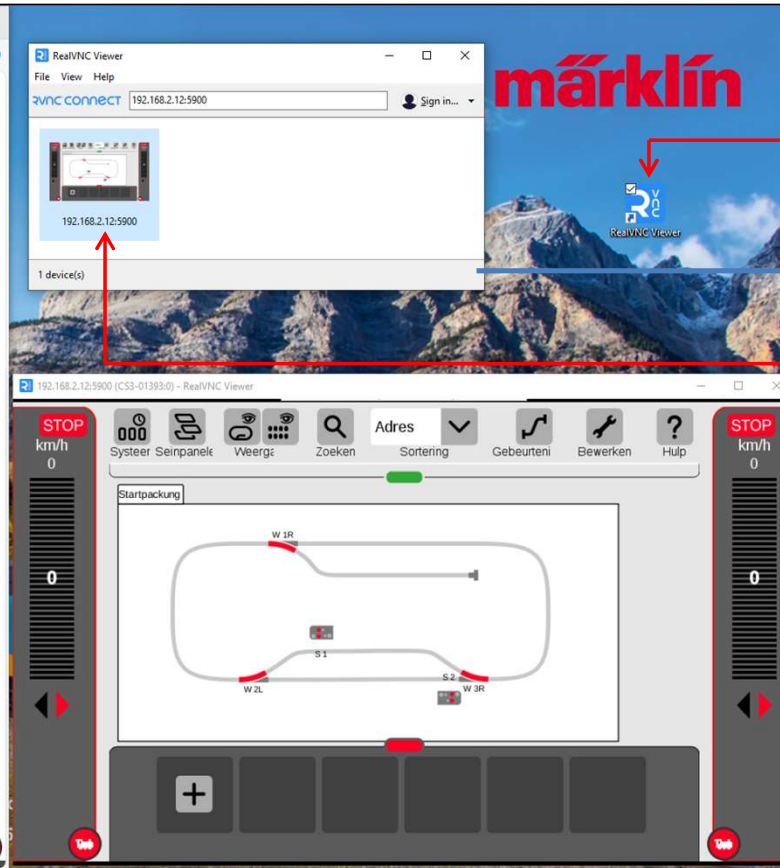 RealVNC Viewer
File View Help
RVNC CONNECT 192.168.2.12:5900 Sign in...
192.168.2.12:5900
1 device(s)
märklín
RealVNC Viewer
192.168.2.12:5900 (CS3-01393:0) - RealVNC Viewer
STOP
km/h
0
0
Systeer Seinpanele Weerga Zoeken Adres Sortering Gebeurteni Bewerken Hulp
Startpackung
W 1R
S 1
W 2L
S 2
W 3R
+
STOP
km/h
0
0